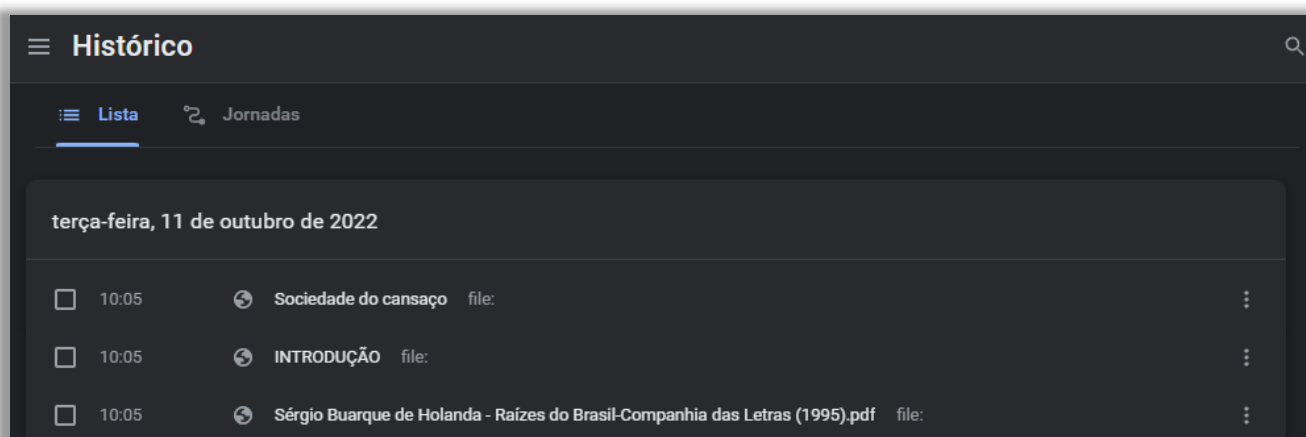 Histórico
Lista Jornadas
terça-feira, 11 de outubro de 2022
10:05 Sociedade do cansaço file:
10:05 INTRODUÇÃO file:
10:05 Sérgio Buarque de Holanda - Raízes do Brasil-Companhia das Letras (1995).pdf file: